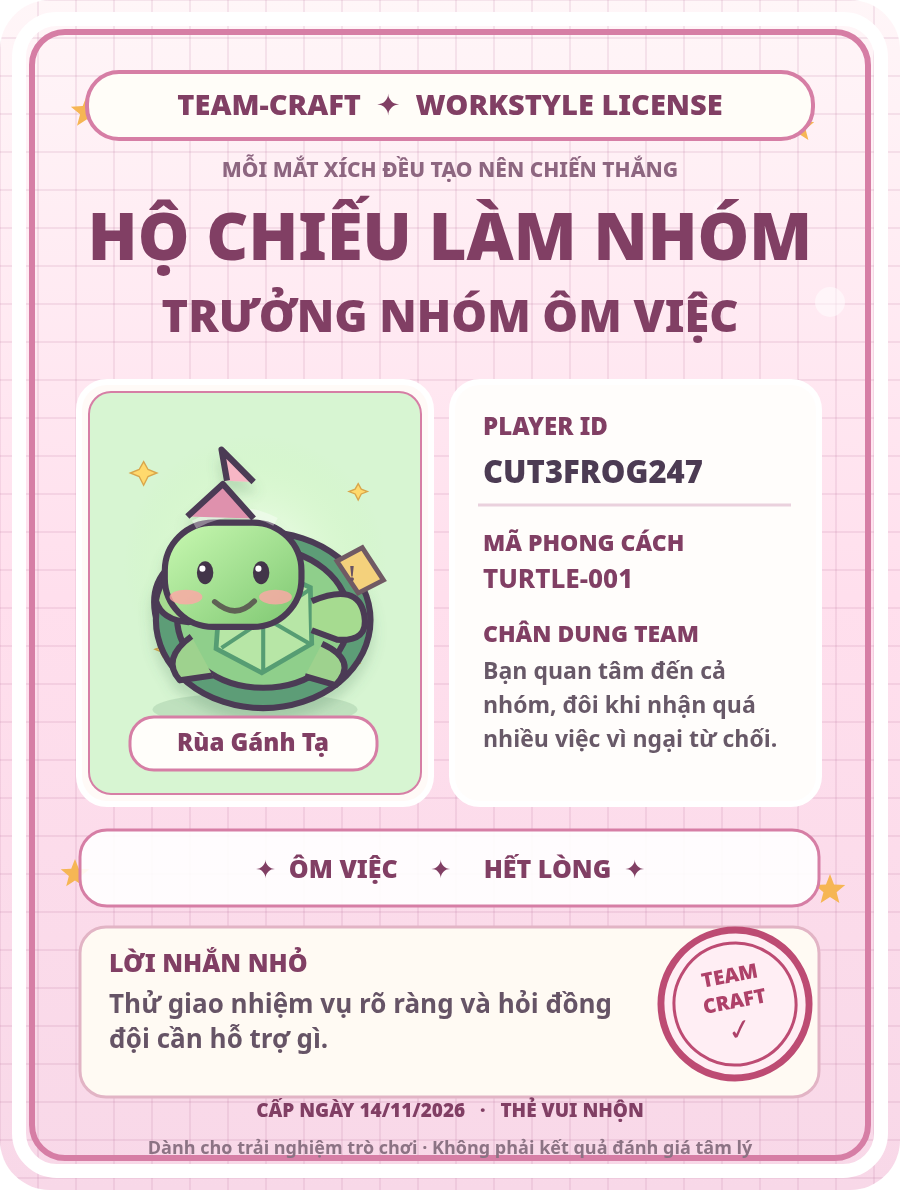 TEAM-CRAFT ✦ WORKSTYLE LICENSE
MỖI MẮT XÍCH ĐỀU TẠO NÊN CHIẾN THẮNG
HỘ CHIẾU LÀM NHÓM
TRƯỞNG NHÓM ÔM VIỆC
!
Rùa Gánh Tạ
PLAYER ID
CUT3FROG247
MÃ PHONG CÁCH
TURTLE-001
CHÂN DUNG TEAM
Bạn quan tâm đến cả
nhóm, đôi khi nhận quá
nhiều việc vì ngại từ chối.
✦ ÔM VIỆC ✦ HẾT LÒNG ✦
LỜI NHẮN NHỎ
Thử giao nhiệm vụ rõ ràng và hỏi đồng
đội cần hỗ trợ gì.
TEAM
CRAFT
✓
CẤP NGÀY 14/11/2026 · THẺ VUI NHỘN
Dành cho trải nghiệm trò chơi · Không phải kết quả đánh giá tâm lý